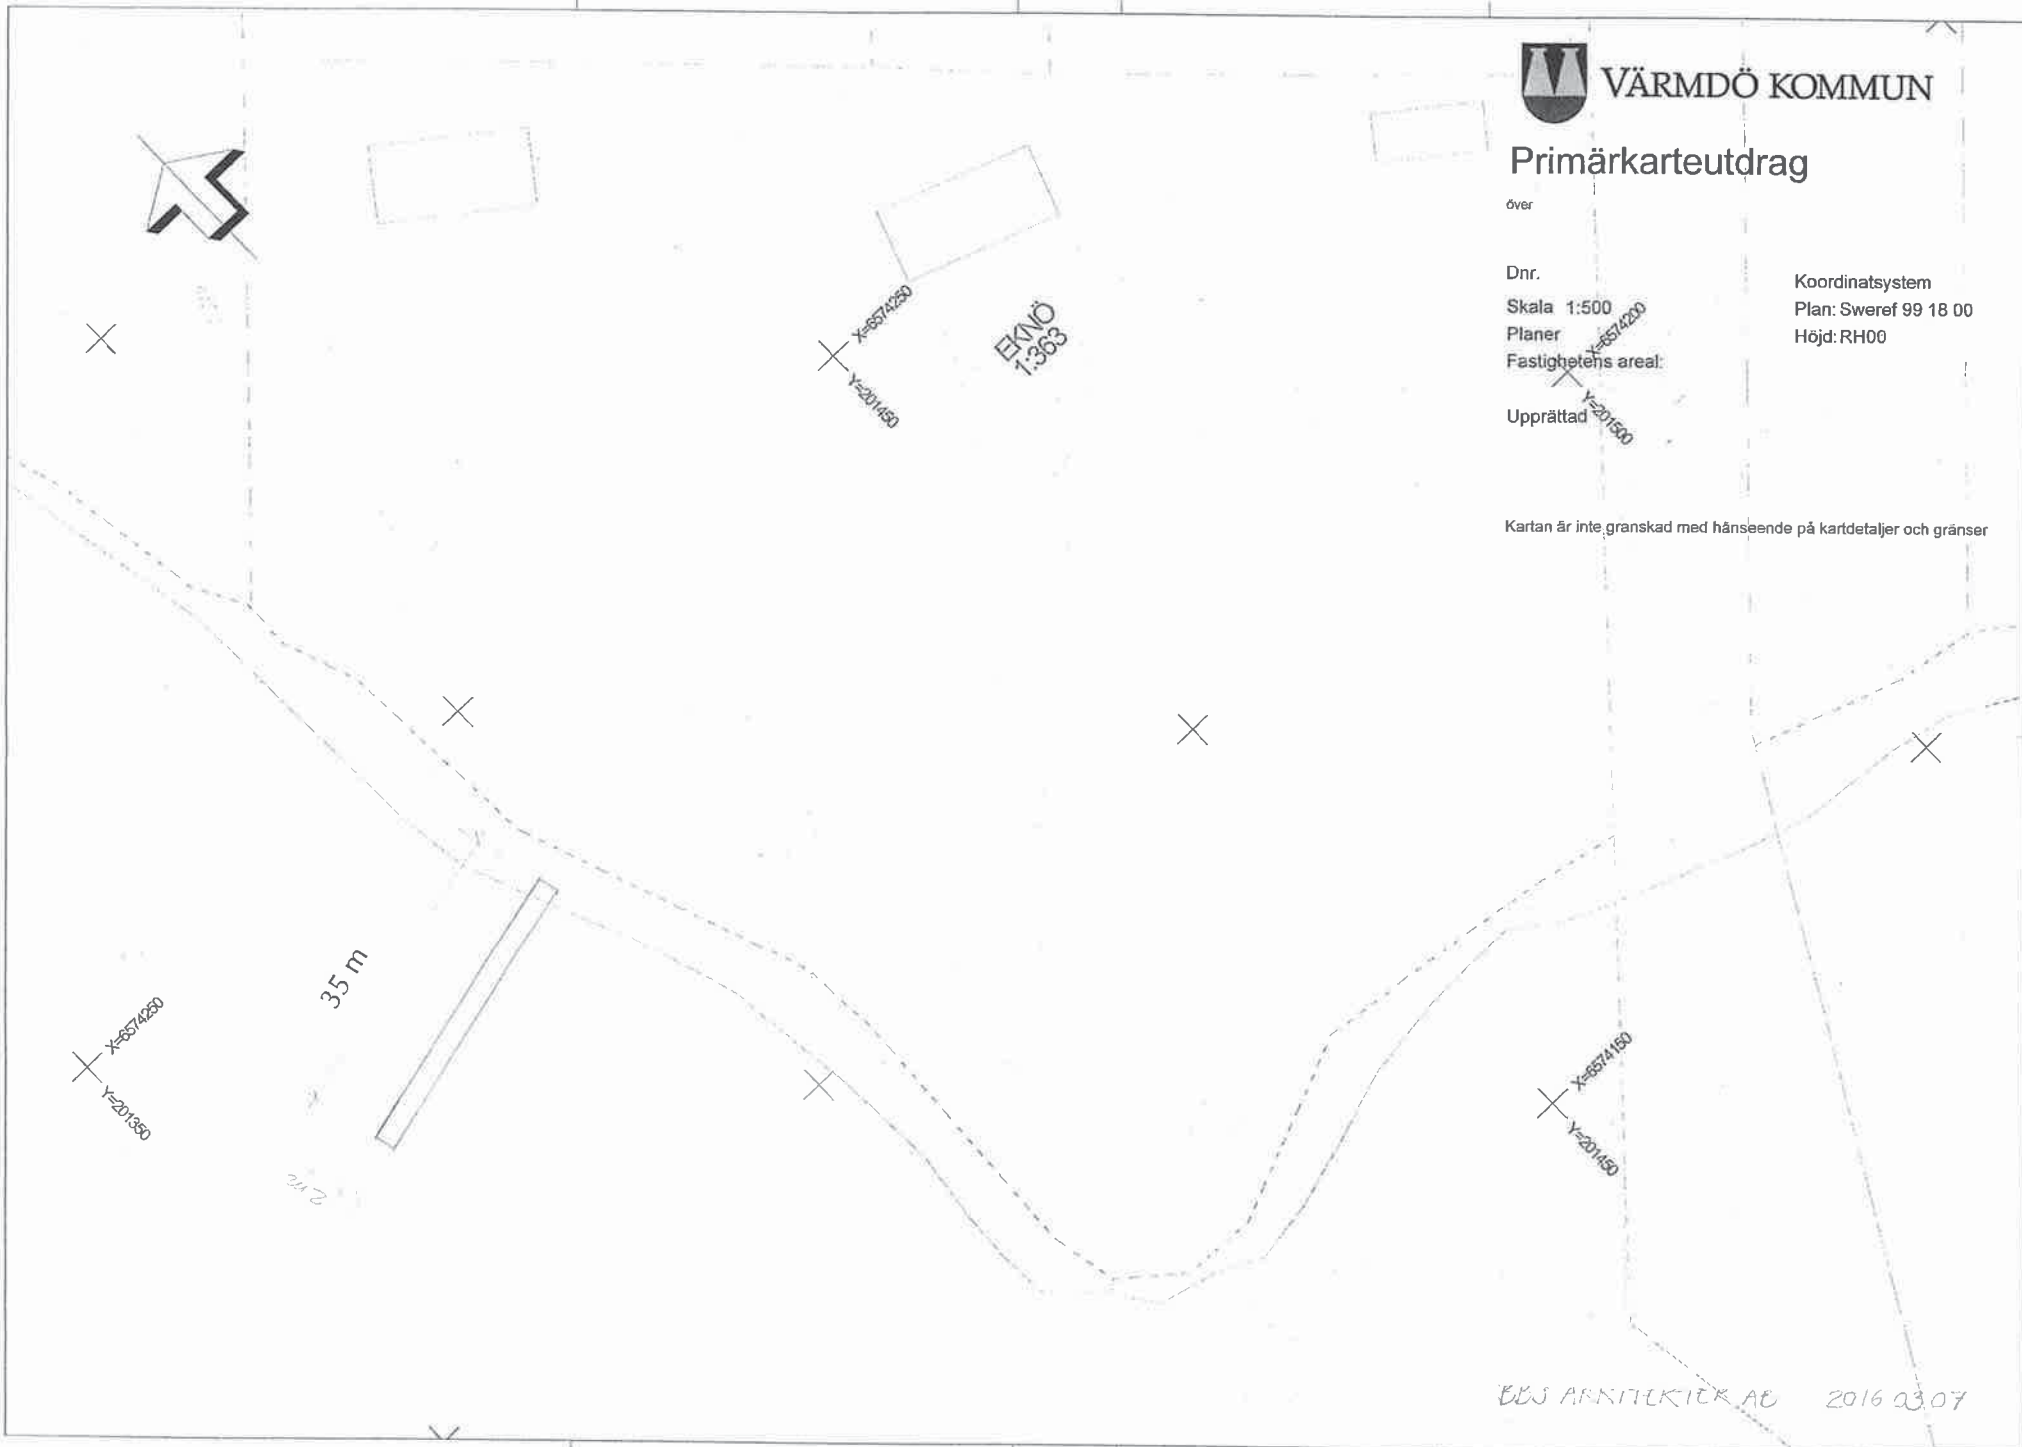 VÄRMDÖ KOMMUN
Primärkarteutdrag
över
Dnr.
Skala 1:500
Planer
Fastighetens areal:
Upprättad
Koordinatsystem
Plan: Sweref 99 18 00
Höjd: RH00
Kartan är inte granskad med hänseende på kartdetaljer och gränser
X=6574250
Y=201450
EKNÖ
1:363
X=6574200
Y=201500
35 m
X=6574250
Y=201350
X=6574150
Y=201450
ARKITEKTER AB 2016 03.07